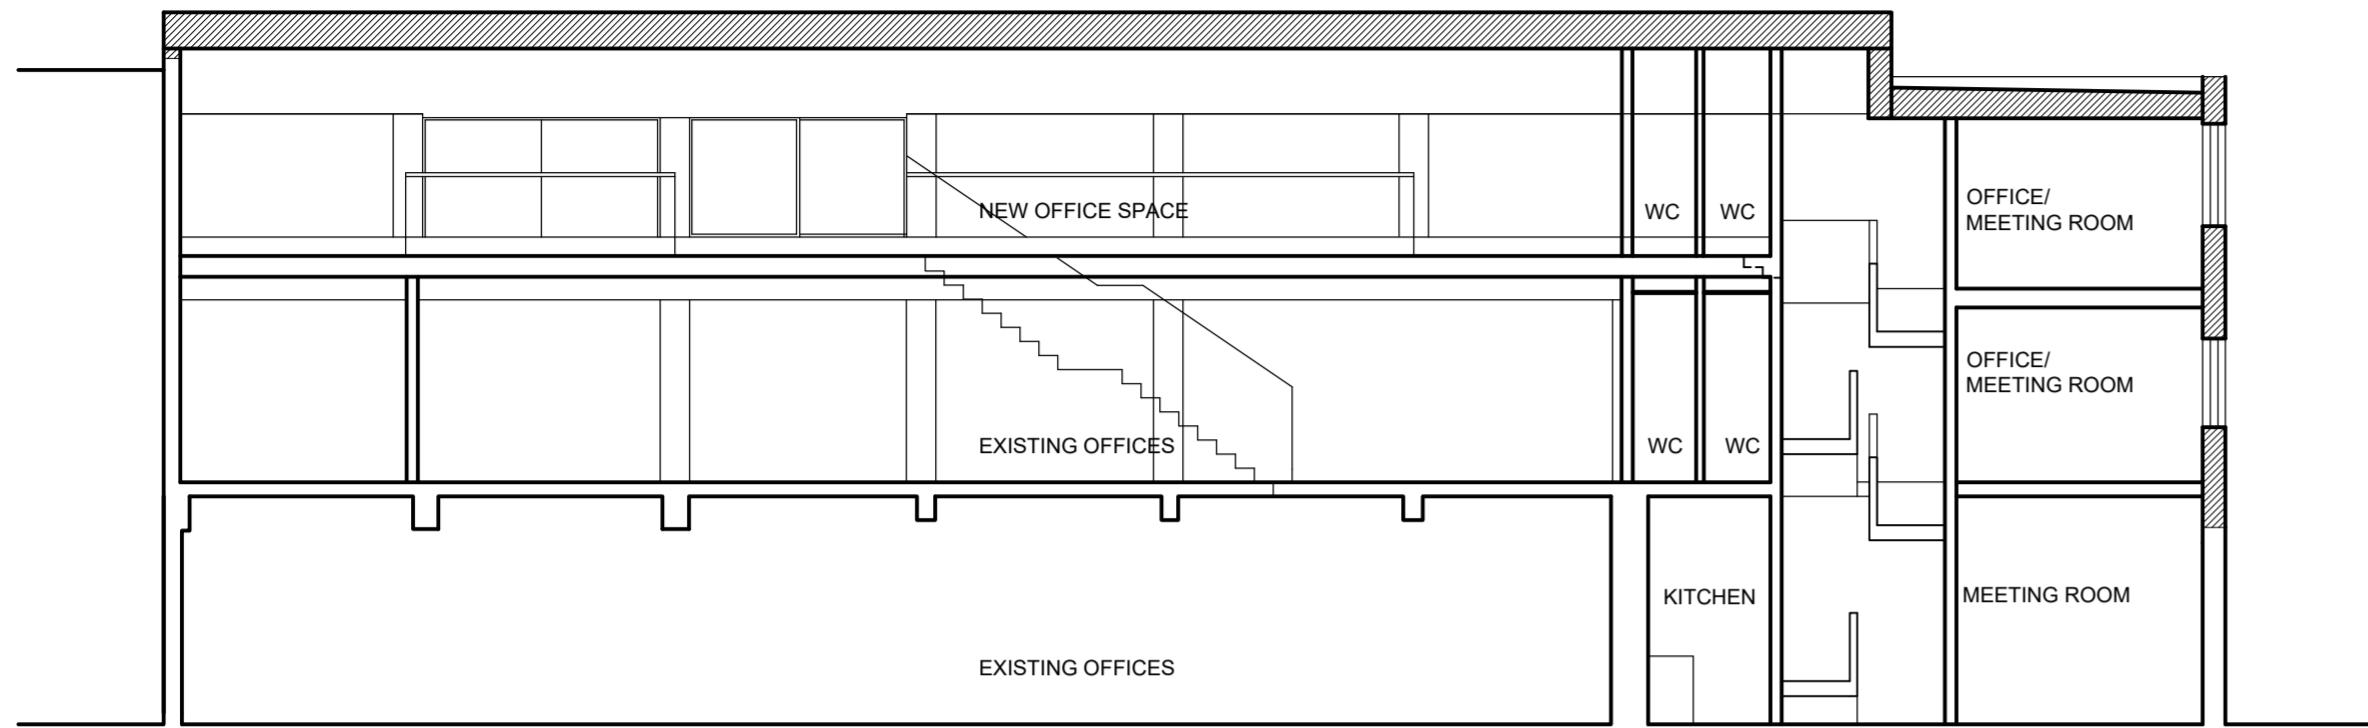 NEW OFFICE SPACE
WC
WC
OFFICE/
MEETING ROOM
OFFICE/
MEETING ROOM
EXISTING OFFICES
WC
WC
KITCHEN
MEETING ROOM
EXISTING OFFICES